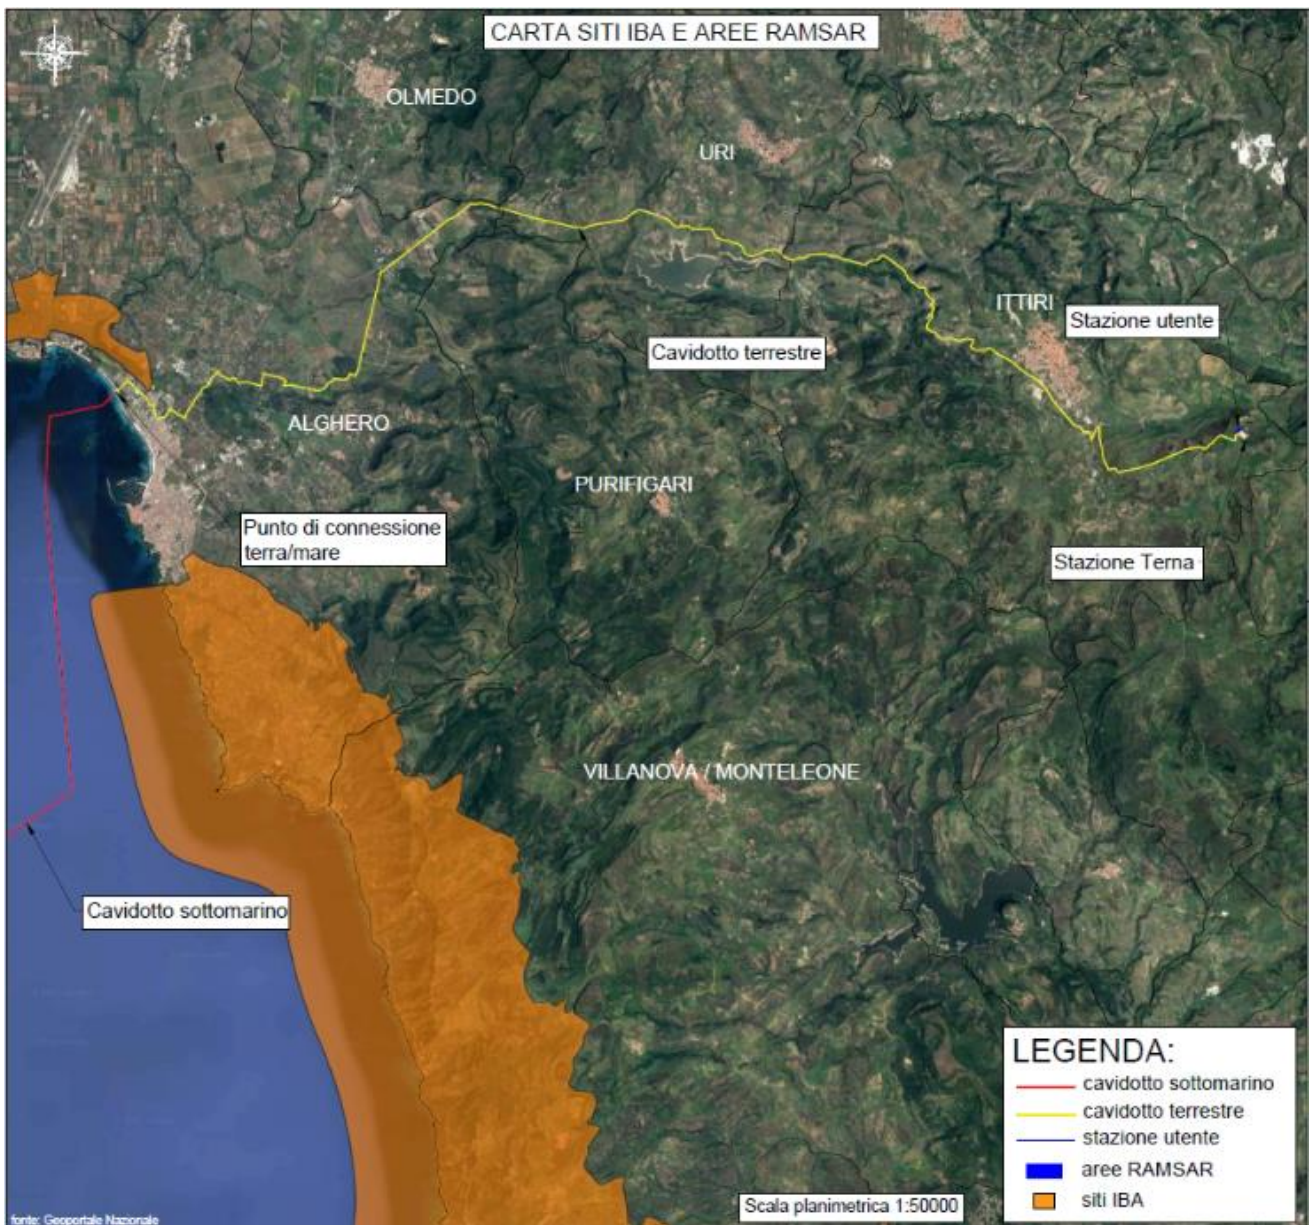 CARTA SITI IBA E AREE RAMSAR
OLMEDO
URI
ITTIRI
Stazione utente
Cavidotto terrestre
ALGHERO
PURIFIGARI
Punto di connessione
terra/mare
Stazione Terna
VILLANOVA / MONTELEONE
Cavidotto sottomarino
LEGENDA:
cavidotto sottomarino
cavidotto terrestre
stazione utente
aree RAMSAR
siti IBA
Scala planimetrica 1:50000
fonte: Geoportale Nazionale